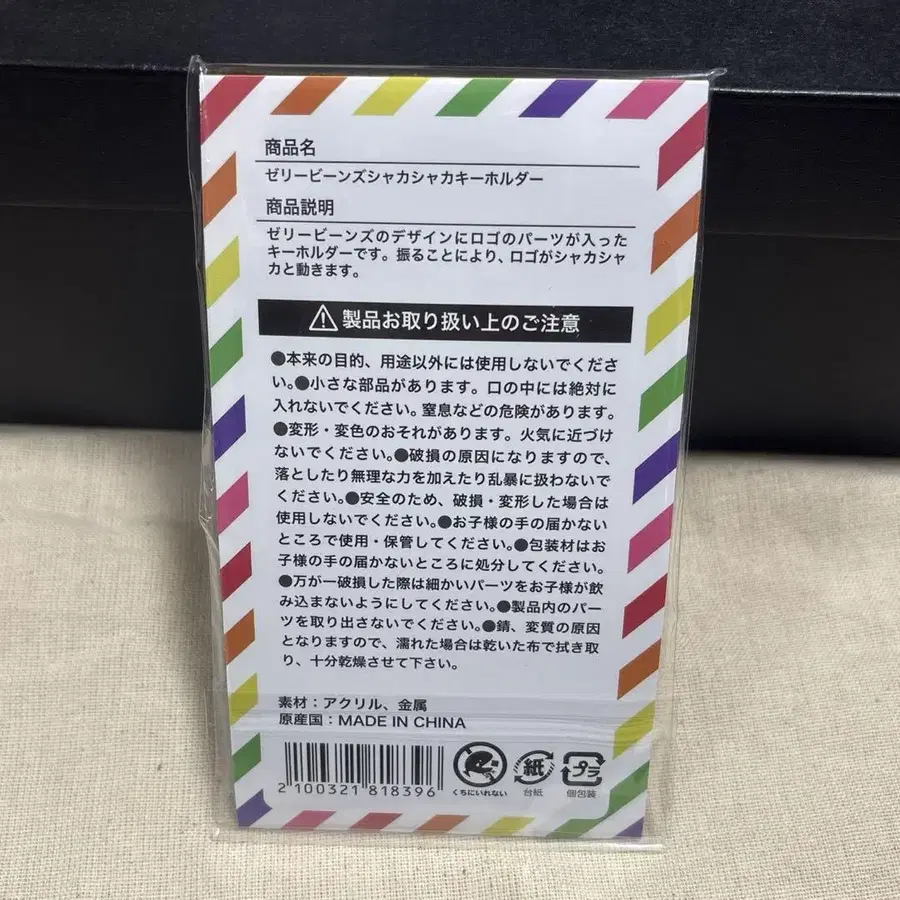 商品名
ゼリービーンズシャカシャカキーホルダー
商品説明
ゼリービーンズのデザインにロゴのパーツが入った
キーホルダーです。振ることにより、ロゴがシャカシャ
カと動きます。
製品お取り扱い上のご注意
●本来の目的、用途以外には使用しないでくださ
い。●小さな部品があります。口の中には絶対に
入れないでください。窒息などの危険があります。
●変形・変色のおそれがあります。火気に近づけ
ないでください。●破損の原因になりますので、
落としたり無理な力を加えたり乱暴に扱わないで
ください。●安全のため、破損・変形した場合は
使用しないでください。●お子様の手の届かない
ところで使用・保管してください。●包装材はお
子様の手の届かないところに処分してください。
●万が一破損した際は細かいパーツをお子様が飲
み込まないようにしてください。●製品内のパー
ツを取り出さないでください。●錆、変質の原因
となりますので、濡れた場合は乾いた布で拭き取
り、十分乾燥させて下さい。
素材：アクリル、金属
原産国：MADE IN CHINA
2 100321 818396
くちにいれない
紙
台紙
プラ
個包装